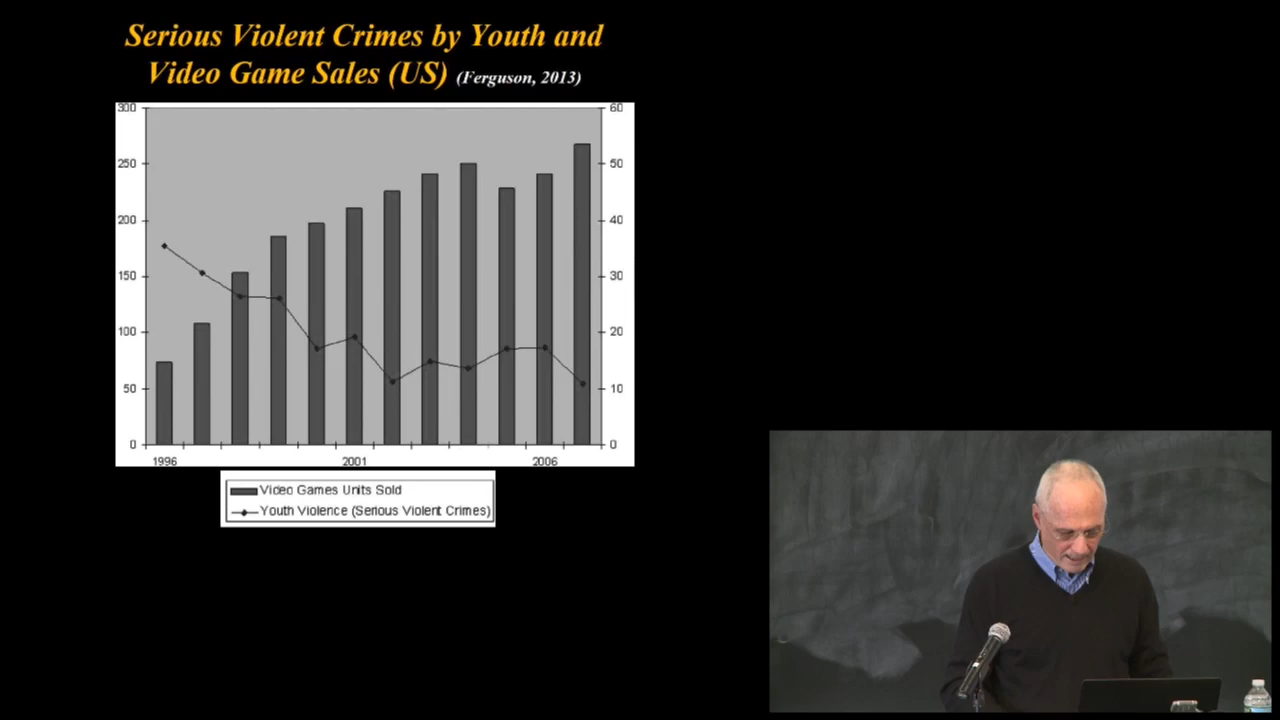 Serious Violent Crimes by Youth and
Video Game Sales (US) (Ferguson, 2013)
300
250
200
150
100
50
0
60
50
40
30
20
10
0
1996 2001 2006
Video Games Units Sold
Youth Violence (Serious Violent Crimes)